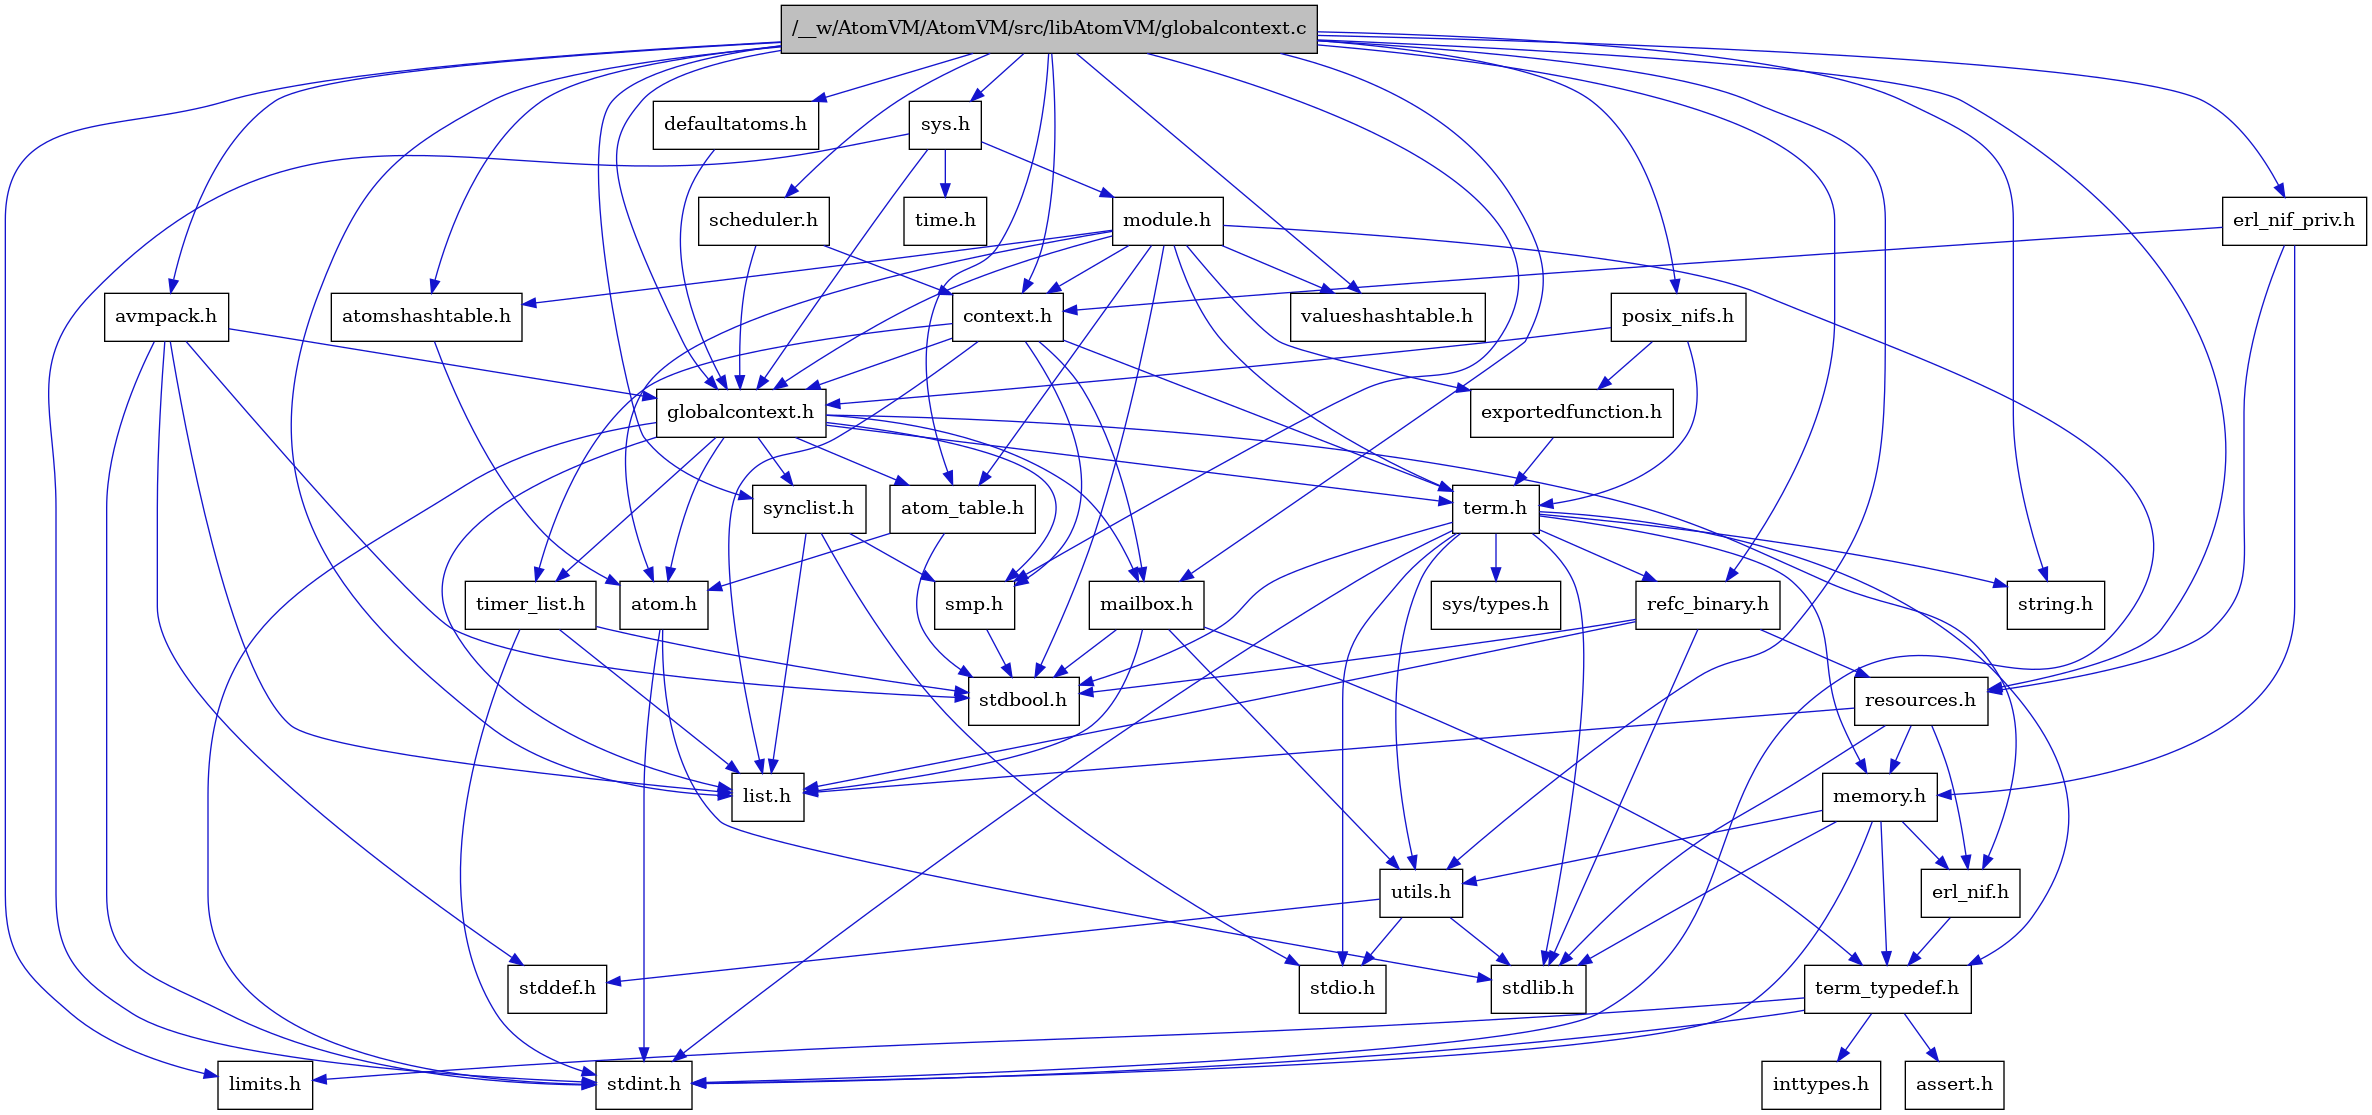 /__w/AtomVM/AtomVM/src/libAtomVM/globalcontext.c
defaultatoms.h
sys.h
scheduler.h
time.h
module.h
erl_nif_priv.h
avmpack.h
atomshashtable.h
context.h
valueshashtable.h
posix_nifs.h
globalcontext.h
exportedfunction.h
synclist.h
atom_table.h
term.h
timer_list.h
atom.h
smp.h
mailbox.h
sys/types.h
refc_binary.h
string.h
stdbool.h
resources.h
list.h
memory.h
utils.h
erl_nif.h
stddef.h
stdio.h
stdlib.h
term_typedef.h
limits.h
stdint.h
inttypes.h
assert.h